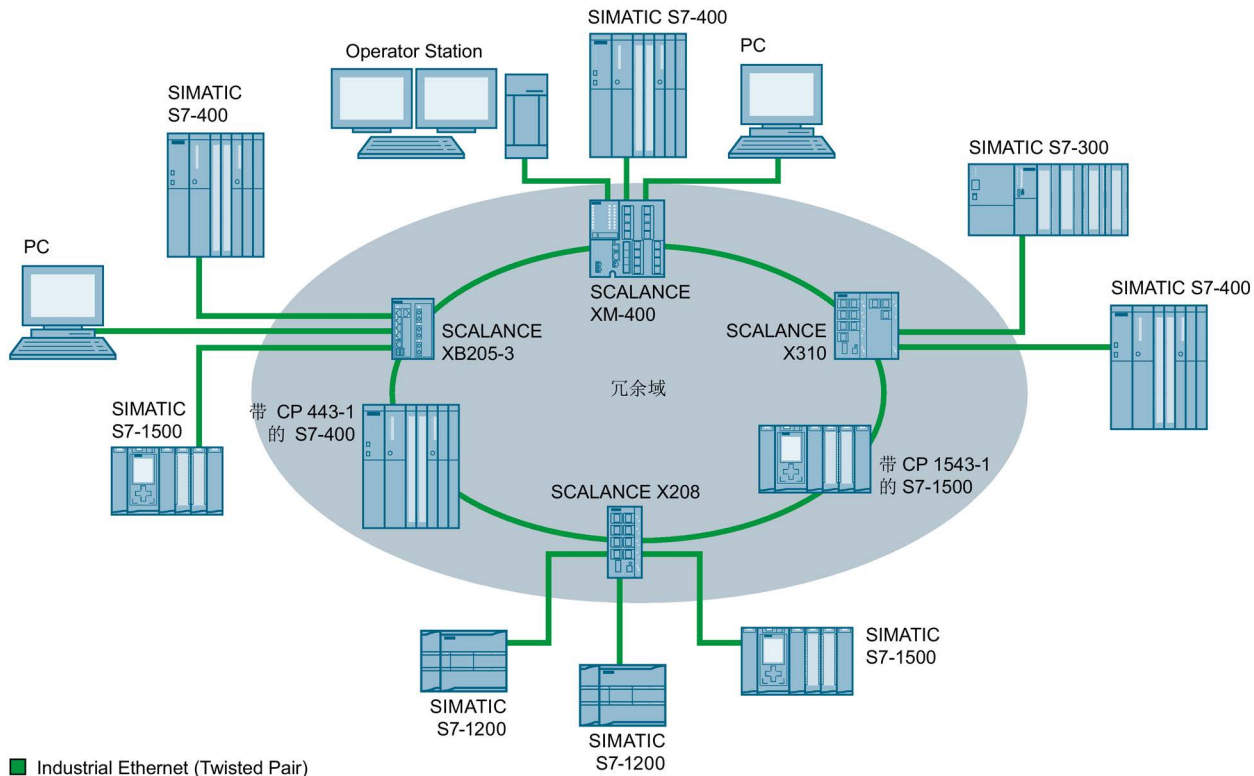 SIMATIC S7-400
Operator Station
PC
SIMATIC
S7-400
SIMATIC S7-300
PC
SIMATIC S7-400
SCALANCE
XM-400
SCALANCE
XB205-3
SCALANCE
X310
冗余域
SIMATIC
S7-1500
带 CP 443-1
的 S7-400
带 CP 1543-1
的 S7-1500
SCALANCE X208
SIMATIC
S7-1200
SIMATIC
S7-1200
SIMATIC
S7-1500
Industrial Ethernet (Twisted Pair)